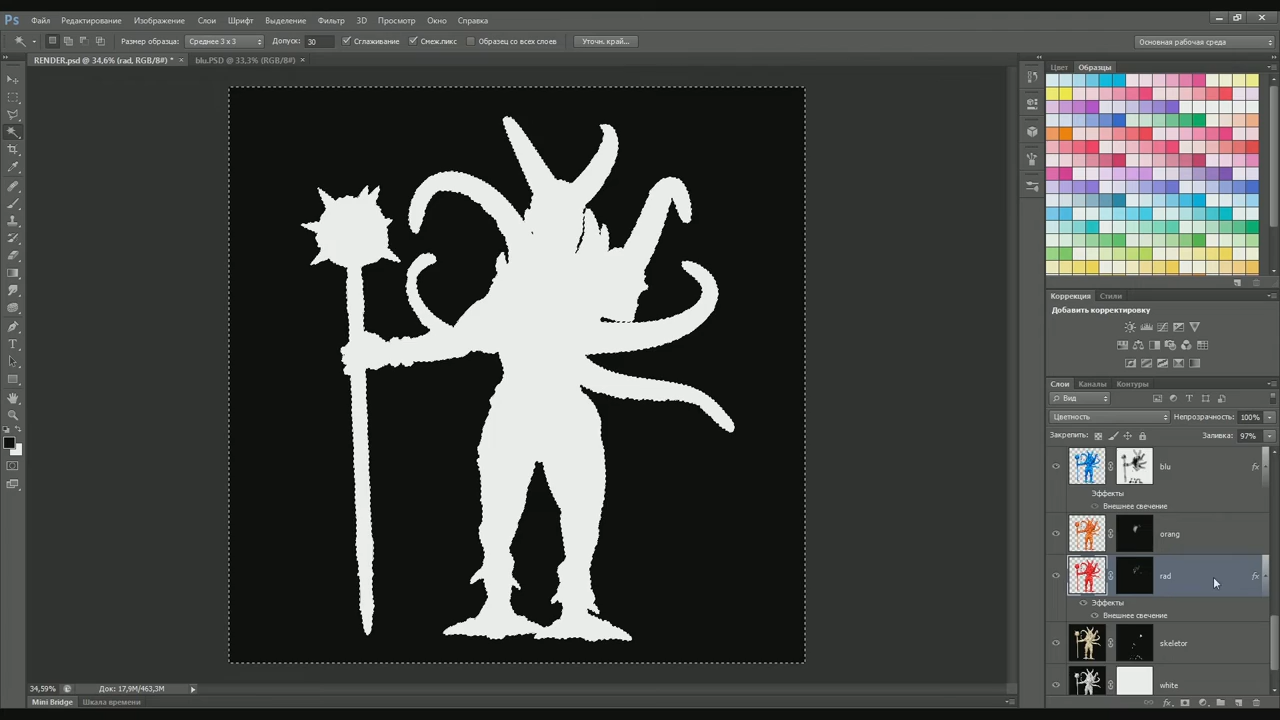 Ps Файл Редактирование Изображение Слои Шрифт Выделение Фильтр 3D Просмотр Окно Справка
Размер образца: Среднее 3 x 3 Допуск: 30 Сглаживание Смеж.пикс Образец со всех слоев Уточн. край... Основная рабочая среда
RENDER.psd @ 34,6% (rad, RGB/8#) * × blu.PSD @ 33,3% (RGB/8#) ×
Цвет Образцы
Коррекция Стили
Добавить корректировку
Слои Каналы Контуры
Вид
Цветность Непрозрачность: 100%
Закрепить: Заливка: 97%
blu fx
Эффекты
Внешнее свечение
orang
rad fx
Эффекты
Внешнее свечение
skeletor
white
34,59% Док: 17,9M/463,3M
Mini Bridge Шкала времени
fx